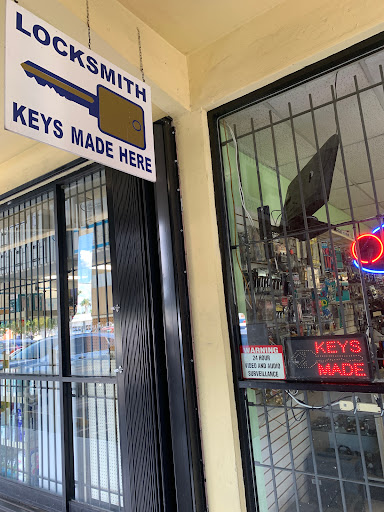 LOCKSMITH
KEYS MADE HERE
WARNING
24 HOUR
VIDEO AND AUDIO
SURVEILLANCE
KEYS
MADE